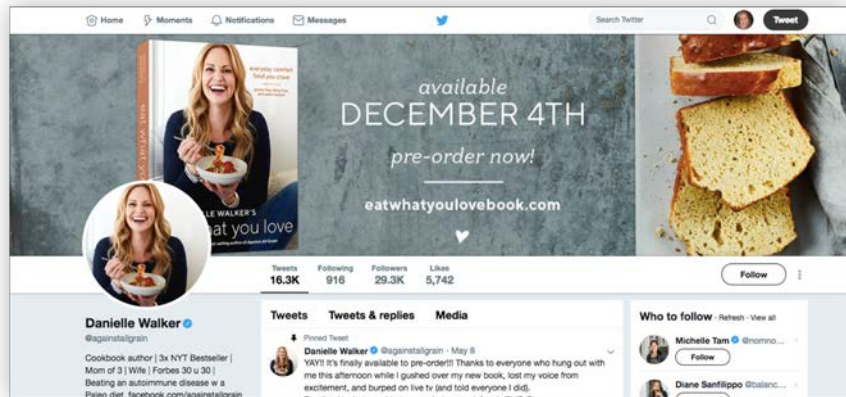 Home Moments Notifications Messages Search Twitter Tweet
everyday comfort
food you crave
eat what yo
LLE WALKER'S
at you love
available
DECEMBER 4TH
pre-order now!
eatwhatyoulovebook.com
Tweets Following Followers Likes
16.3K 916 29.3K 5,742
Follow
Danielle Walker
@againstallgrain
Cookbook author | 3x NYT Bestseller |
Mom of 3 | Wife | Forbes 30 u 30 |
Beating an autoimmune disease w a
Paleo diet. facebook.com/againstallgrain
Tweets Tweets & replies Media
Pinned Tweet
Danielle Walker @againstallgrain · May 8
YAY!! It's finally available to pre-order!!! Thanks to everyone who hung out with
me this afternoon while I gushed over my new book, lost my voice from
excitement, and burped on live tv (and told everyone I did).
Who to follow · Refresh · View all
Michelle Tam @nomno...
Follow
Diane Sanfilippo @balanc...